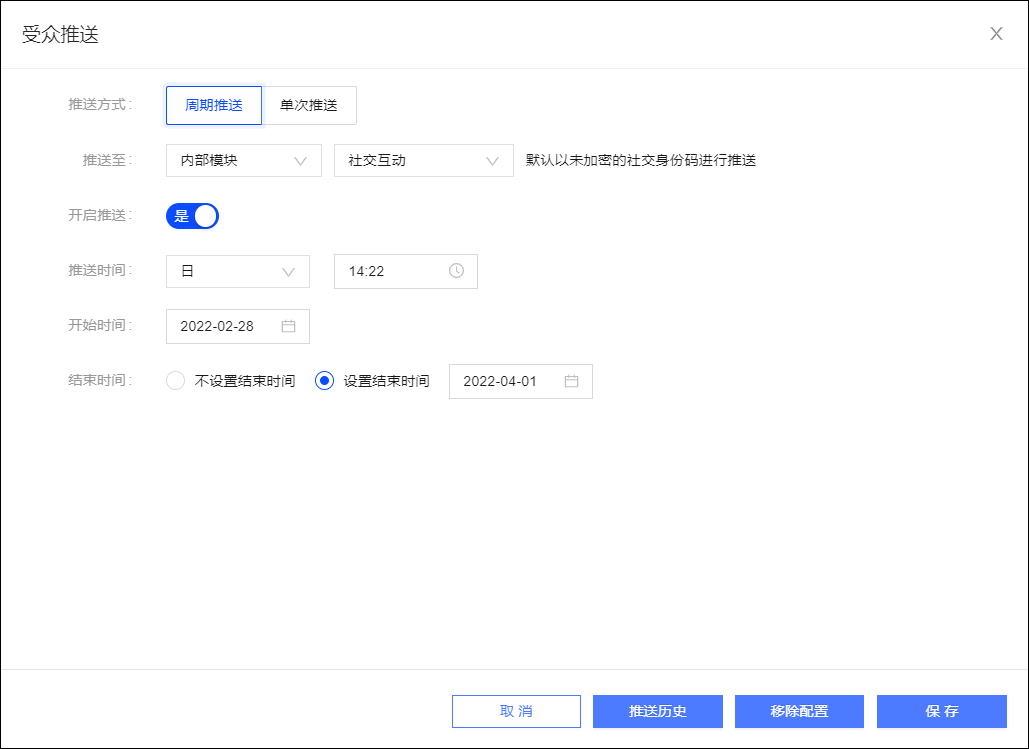 受众推送
推送方式: 周期推送 单次推送
推送至: 内部模块 社交互动 默认以未加密的社交身份码进行推送
开启推送: 是
推送时间: 日 14:22
开始时间: 2022-02-28
结束时间: 不设置结束时间 设置结束时间 2022-04-01
取 消 推送历史 移除配置 保 存